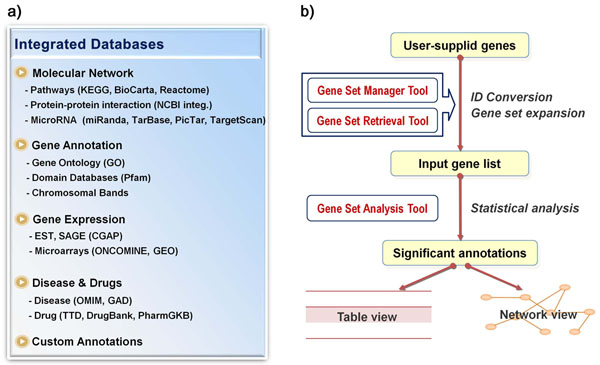 a)
Integrated Databases
Molecular Network
- Pathways (KEGG, BioCarta, Reactome)
- Protein-protein interaction (NCBI integ.)
- MicroRNA (miRanda, TarBase, PicTar, TargetScan)
Gene Annotation
- Gene Ontology (GO)
- Domain Databases (Pfam)
- Chromosomal Bands
Gene Expression
- EST, SAGE (CGAP)
- Microarrays (ONCOMINE, GEO)
Disease & Drugs
- Disease (OMIM, GAD)
- Drug (TTD, DrugBank, PharmGKB)
Custom Annotations
b)
User-supplid genes
Gene Set Manager Tool
Gene Set Retrieval Tool
ID Conversion
Gene set expansion
Input gene list
Gene Set Analysis Tool
Statistical analysis
Significant annotations
Table view
Network view